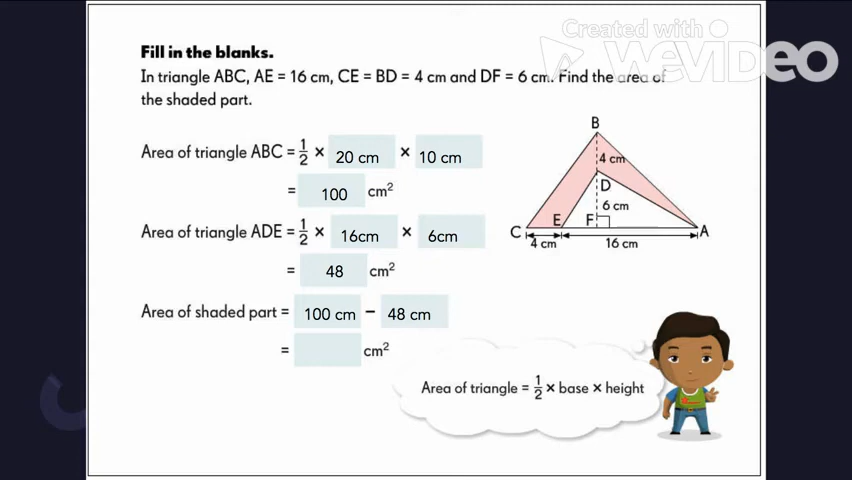 Created with
WEVIDEO
Fill in the blanks.
In triangle ABC, AE = 16 cm, CE = BD = 4 cm and DF = 6 cm. Find the area of
the shaded part.
Area of triangle ABC = 1/2 × 20 cm × 10 cm
= 100 cm²
Area of triangle ADE = 1/2 × 16cm × 6cm
= 48 cm²
Area of shaded part = 100 cm – 48 cm
= cm²
B
4 cm
D
6 cm
C E F A
4 cm 16 cm
Area of triangle = 1/2 × base × height